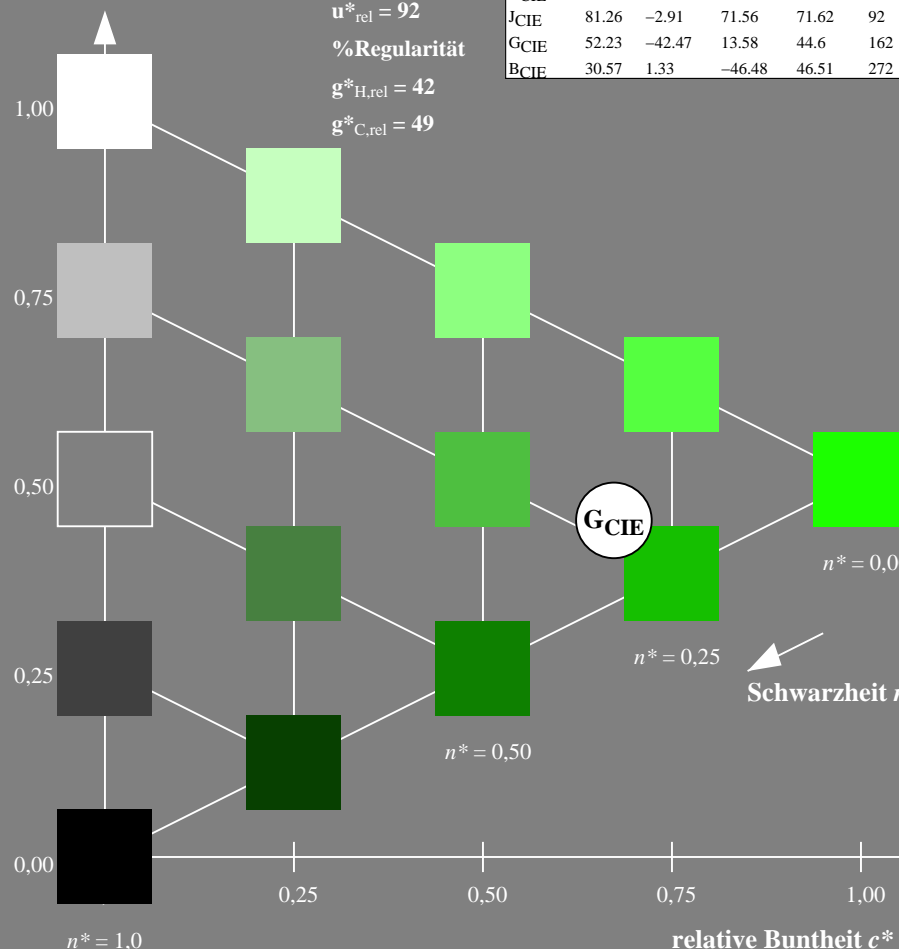 u*rel = 92
%Regularität
g*H,rel = 42
g*C,rel = 49
CIE
JCIE 81.26 −2.91 71.56 71.62 92
GCIE 52.23 −42.47 13.58 44.6 162
BCIE 30.57 1.33 −46.48 46.51 272
1,00
0,75
0,50
GCIE
n* = 0,0
n* = 0,25
0,25
Schwarzheit
n* = 0,50
0,00
0,25 0,50 0,75 1,00
n* = 1,0
relative Buntheit c*